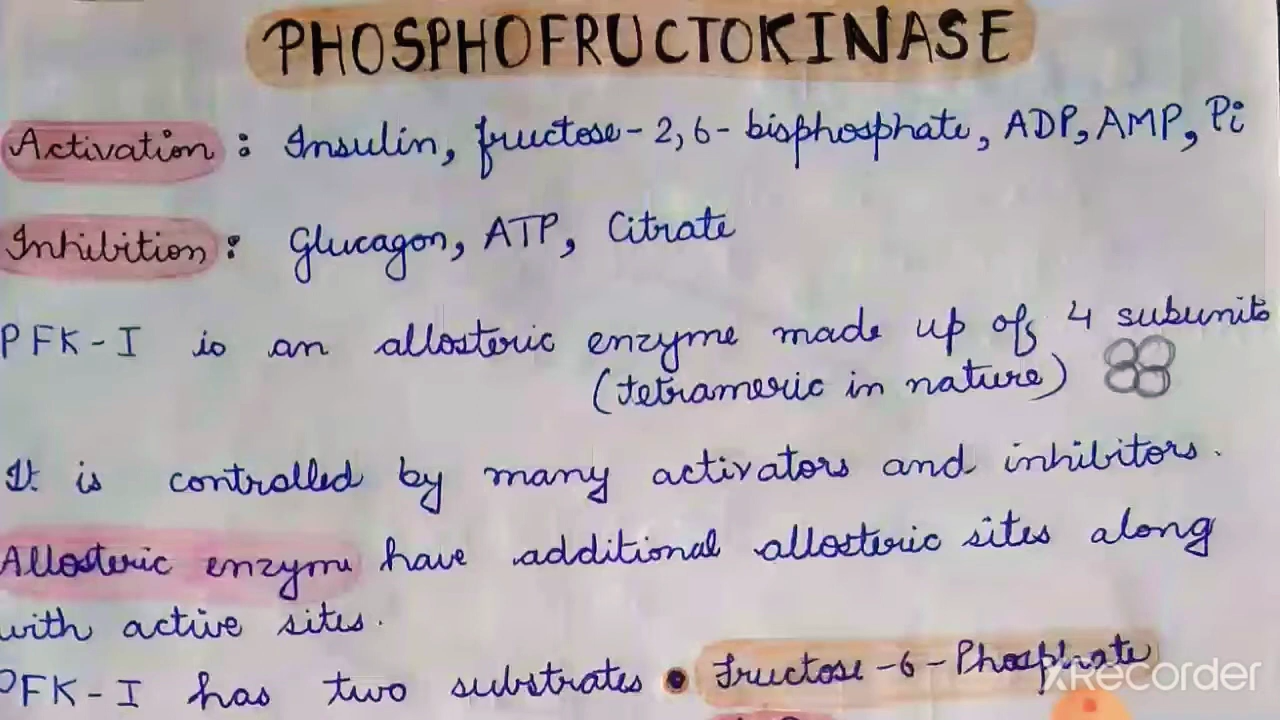 PHOSPHOFRUCTOKINASE
Activation : Insulin, fructose-2,6-bisphosphate, ADP, AMP, Pi
Inhibition : Glucagon, ATP, Citrate
PFK-I is an allosteric enzyme made up of 4 subunits
(tetrameric in nature)
It is controlled by many activators and inhibitors.
Allosteric enzyme have additional allosteric sites along
with active sites.
PFK-I has two substrates • Fructose-6-Phosphate
XRecorder